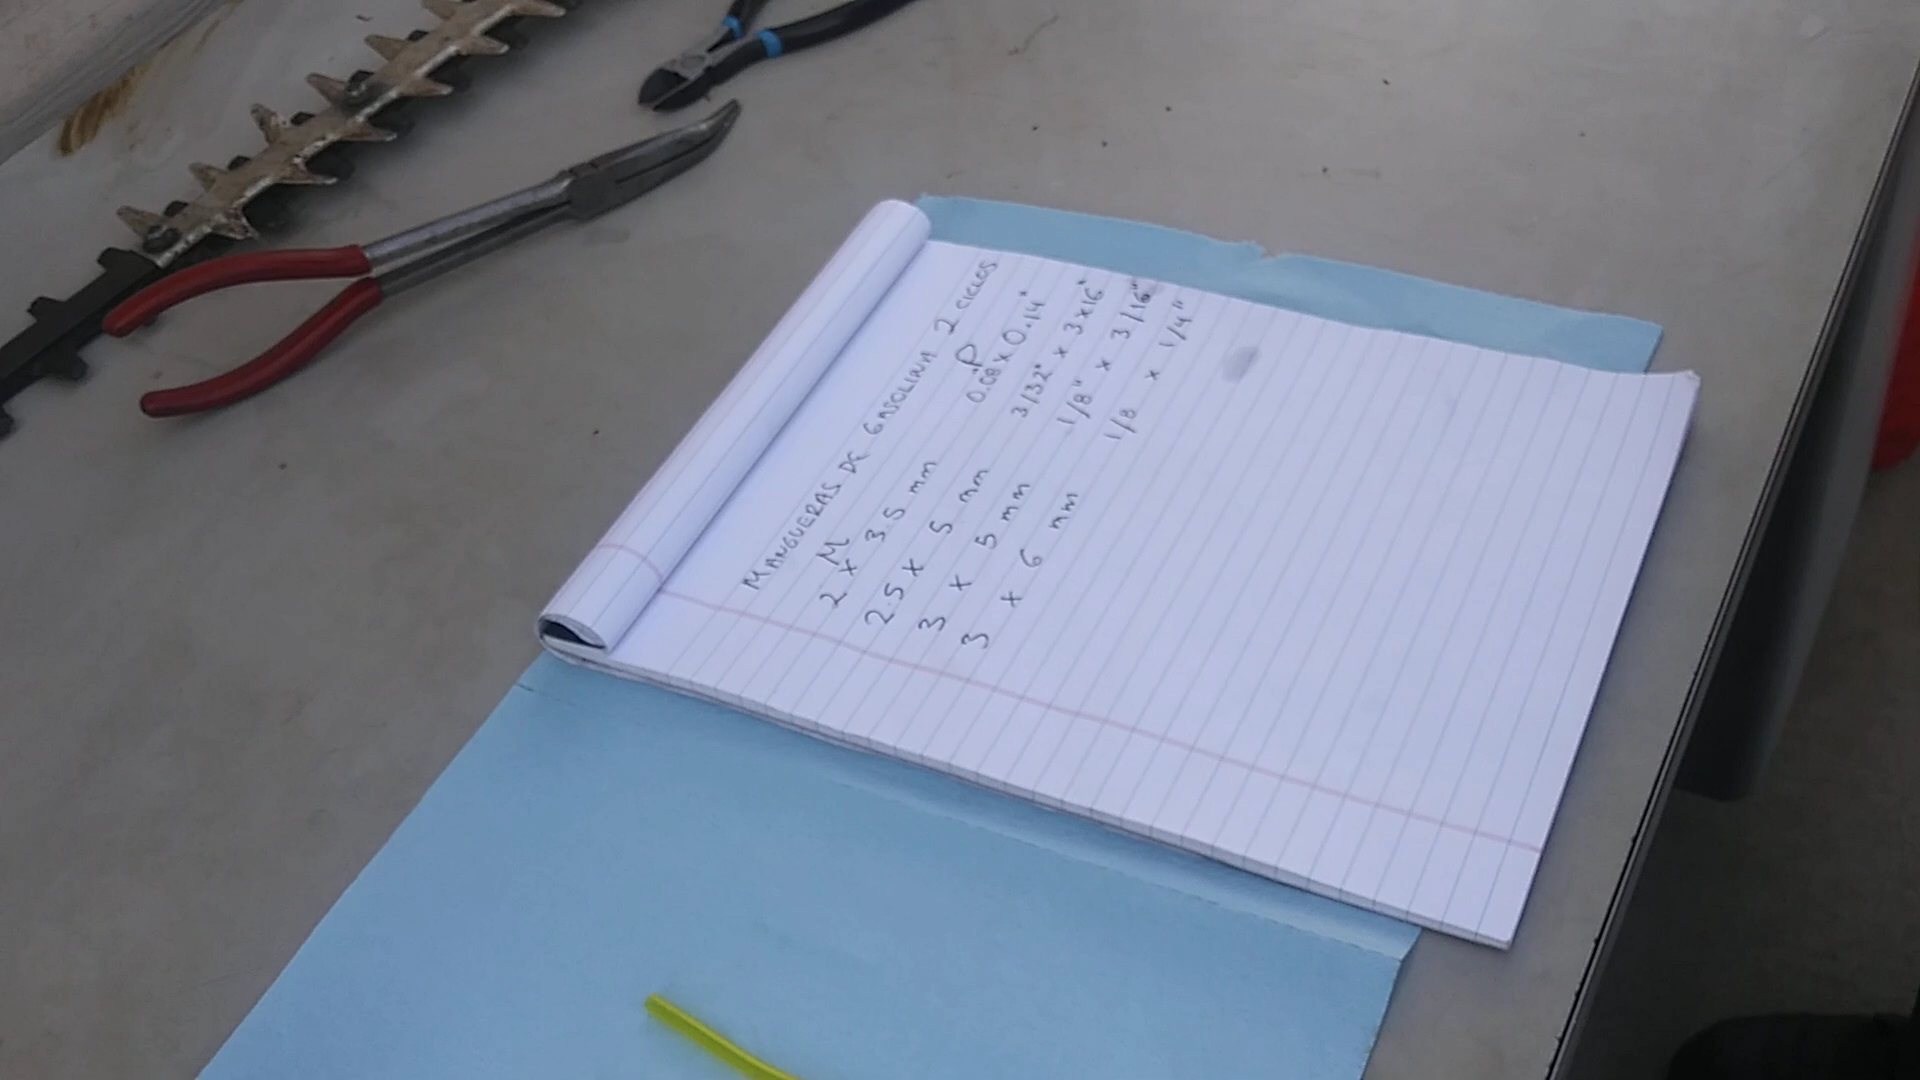 MANGUERAS DE GASOLINA 2 CICLOS
M P
2 x 3.5 mm 0.08 x 0.14"
2.5 x 5 mm 3/32" x 3x16"
3 x 5 mm 1/8" x 3/16"
3 x 6 mm 1/8 x 1/4"